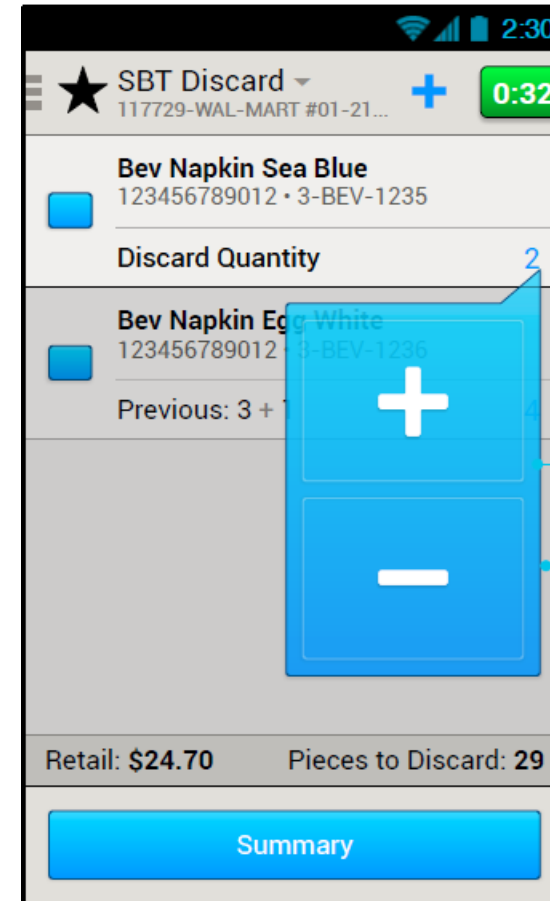 2:30
SBT Discard
117729-WAL-MART #01-21...
0:32
Bev Napkin Sea Blue
123456789012 • 3-BEV-1235
Discard Quantity 2
Bev Napkin Egg White
123456789012 • 3-BEV-1236
Previous: 3 + 1 4
Retail: $24.70 Pieces to Discard: 29
Summary